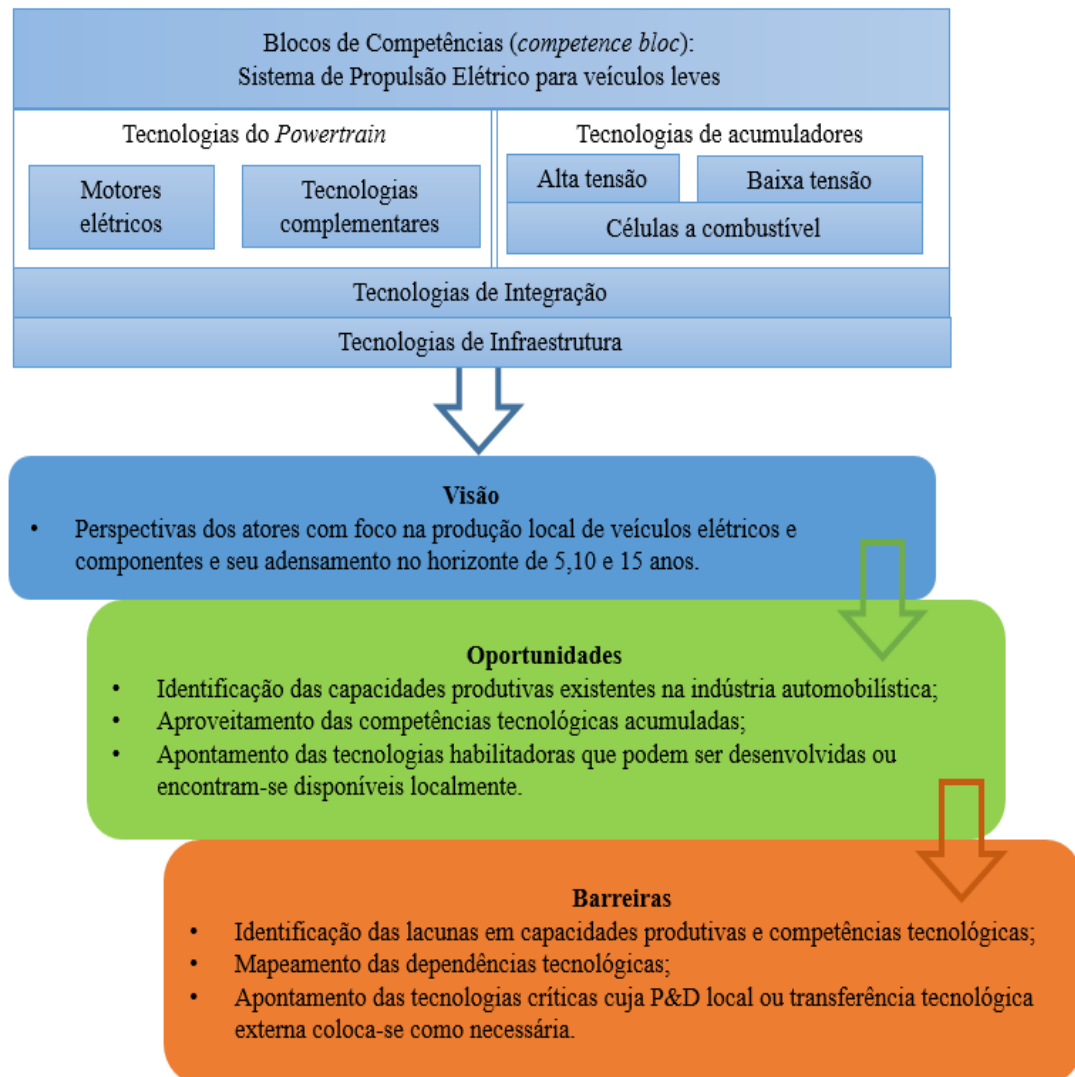 Blocos de Competências (competence bloc):
Sistema de Propulsão Elétrico para veículos leves
Tecnologias do Powertrain
Motores
elétricos
Tecnologias
complementares
Tecnologias de acumuladores
Alta tensão
Baixa tensão
Células a combustível
Tecnologias de Integração
Tecnologias de Infraestrutura
Visão
• Perspectivas dos atores com foco na produção local de veículos elétricos e
componentes e seu adensamento no horizonte de 5,10 e 15 anos.
Oportunidades
• Identificação das capacidades produtivas existentes na indústria automobilística;
• Aproveitamento das competências tecnológicas acumuladas;
• Apontamento das tecnologias habilitadoras que podem ser desenvolvidas ou
encontram-se disponíveis localmente.
Barreiras
• Identificação das lacunas em capacidades produtivas e competências tecnológicas;
• Mapeamento das dependências tecnológicas;
• Apontamento das tecnologias críticas cuja P&D local ou transferência tecnológica
externa coloca-se como necessária.